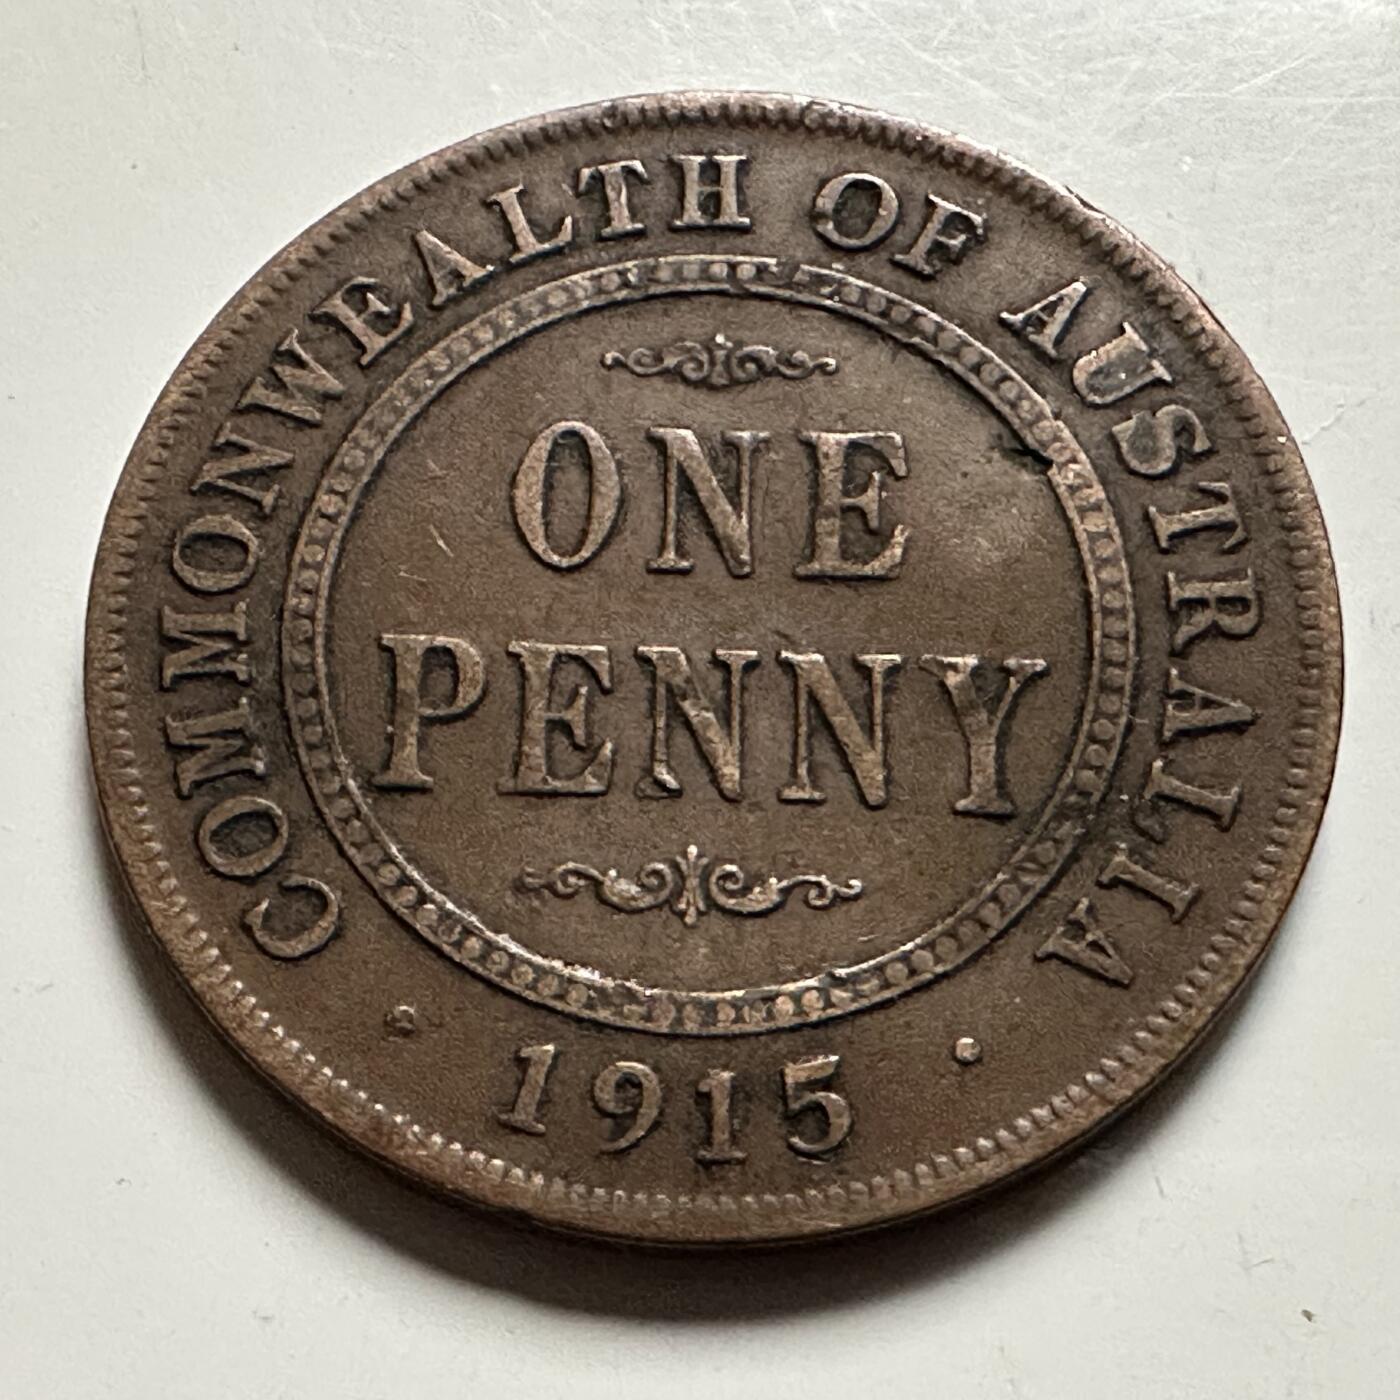 COMMONWEALTH OF AUSTRALIA
ONE
PENNY
· 1915 ·